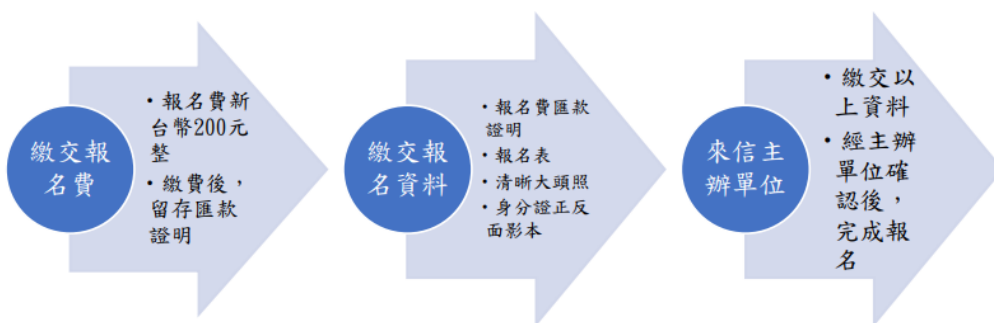 繳交報
名費
・報名費新
台幣200元
整
・繳費後，
留存匯款
證明
繳交報
名資料
・報名費匯款
證明
・報名表
・清晰大頭照
・身分證正反
面影本
來信主
辦單位
・繳交以
上資料
・經主辦
單位確
認後，
完成報
名